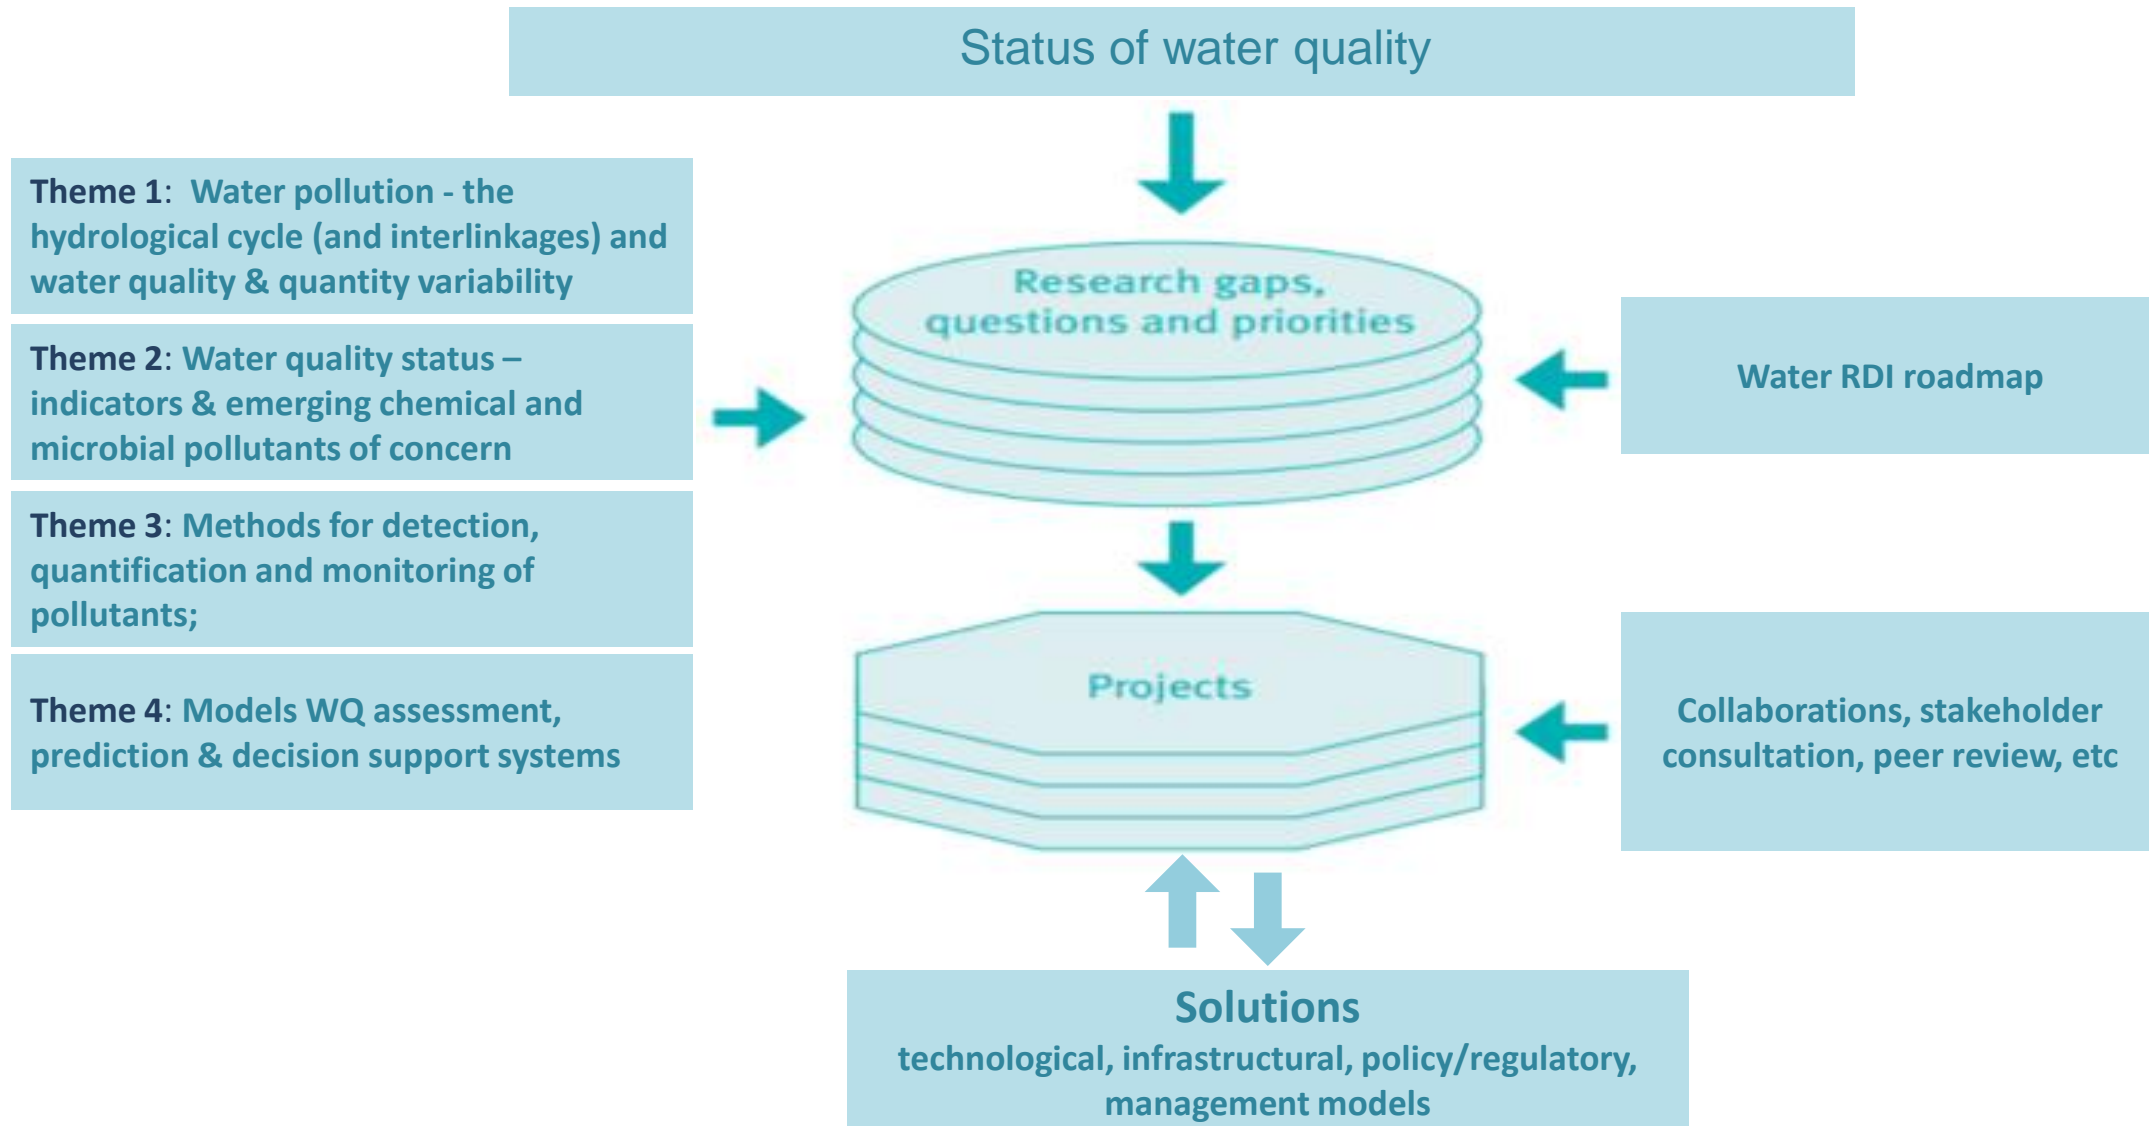 Status of water quality
Theme 1:  Water pollution - the
hydrological cycle (and interlinkages) and
water quality & quantity variability
Theme 2: Water quality status –
indicators & emerging chemical and
microbial pollutants of concern
Theme 3: Methods for detection,
quantification and monitoring of
pollutants;
Theme 4: Models WQ assessment,
prediction & decision support systems
Research gaps,
questions and priorities
Projects
Water RDI roadmap
Collaborations, stakeholder
consultation, peer review, etc
Solutions
technological, infrastructural, policy/regulatory,
management models